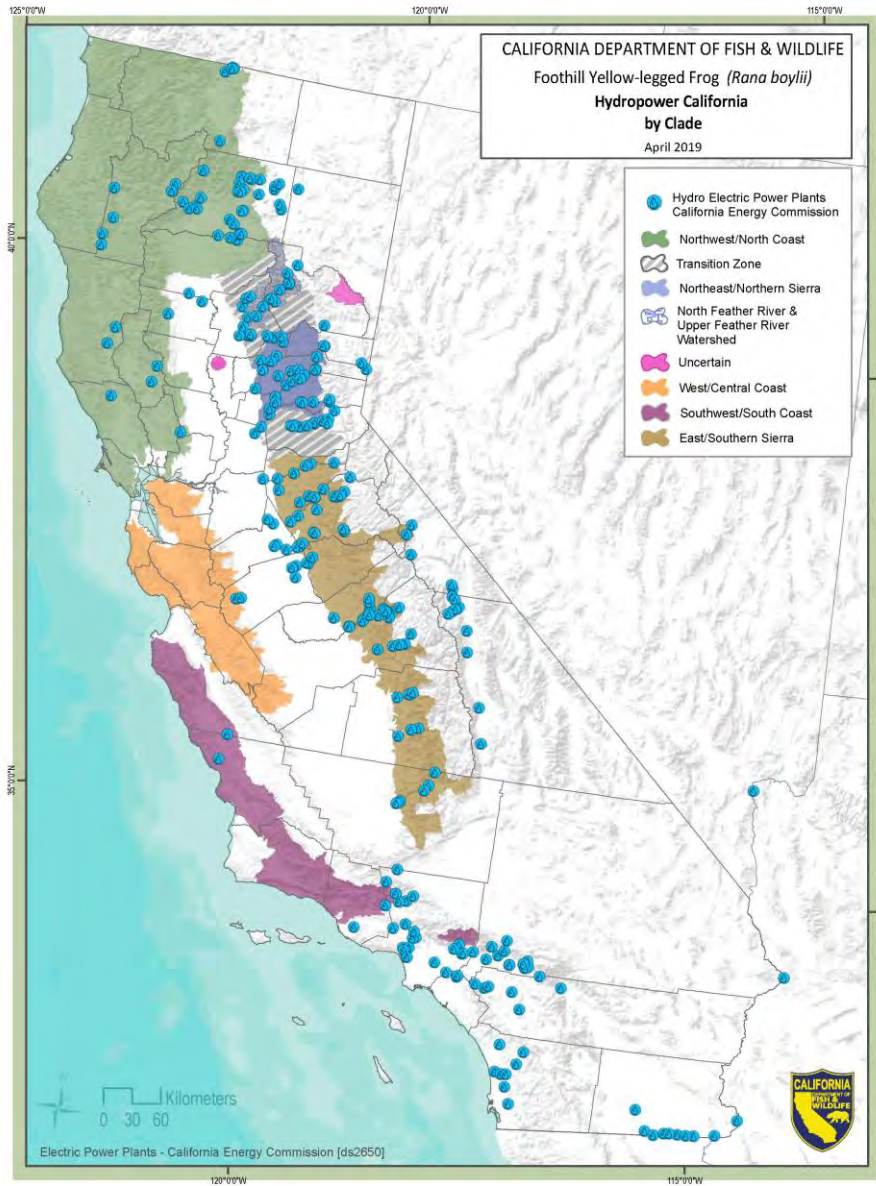 125°0'0"W
120°0'0"W
115°0'0"W
CALIFORNIA DEPARTMENT OF FISH & WILDLIFE
Foothill Yellow-legged Frog (Rana boylii)
Hydropower California
by Clade
April 2019
Hydro Electric Power Plants
California Energy Commission
Northwest/North Coast
Transition Zone
Northeast/Northern Sierra
North Feather River &
Upper Feather River
Watershed
Uncertain
West/Central Coast
Southwest/South Coast
East/Southern Sierra
40°0'0"N
35°0'0"N
Kilometers
0 30 60
Electric Power Plants - California Energy Commission [ds2650]
CALIFORNIA
DEPARTMENT OF
FISH &
WILDLIFE
120°0'0"W
115°0'0"W